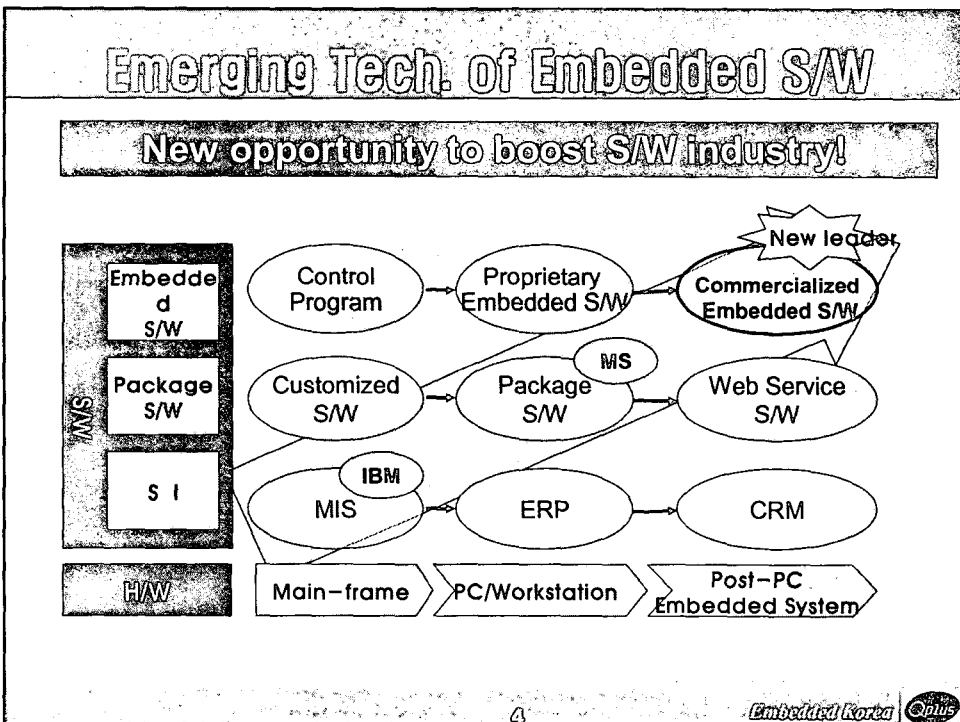 Emerging Tech. of Embedded S/W
New opportunity to boost S/W industry!
New leader
Embedde
d
S/W
Control
Program
Proprietary
Embedded S/W
Commercialized
Embedded S/W
S/W
Package
S/W
Customized
S/W
MS
Package
S/W
Web Service
S/W
S I
IBM
MIS
ERP
CRM
H/W
Main-frame
PC/Workstation
Post-PC
Embedded System
4
Embedded Korea
Qplus